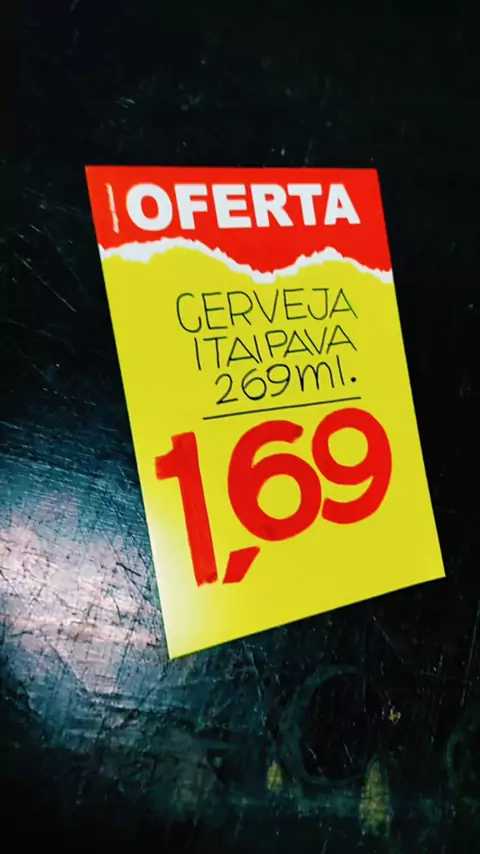 OFERTA
CERVEJA
ITAIPAVA
269ml.
1,69